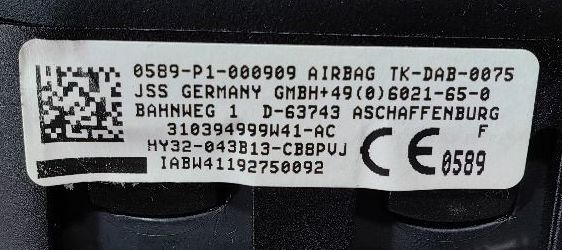 0589-P1-000909 AIRBAG TK-DAB-0075
JSS GERMANY GMBH+49(0)6021-65-0
BAHNWEG 1 D-63743 ASCHAFFENBURG
310394999W41-AC F
HY32-043B13-CB8PVJ
IABW41192750092
CE 0589